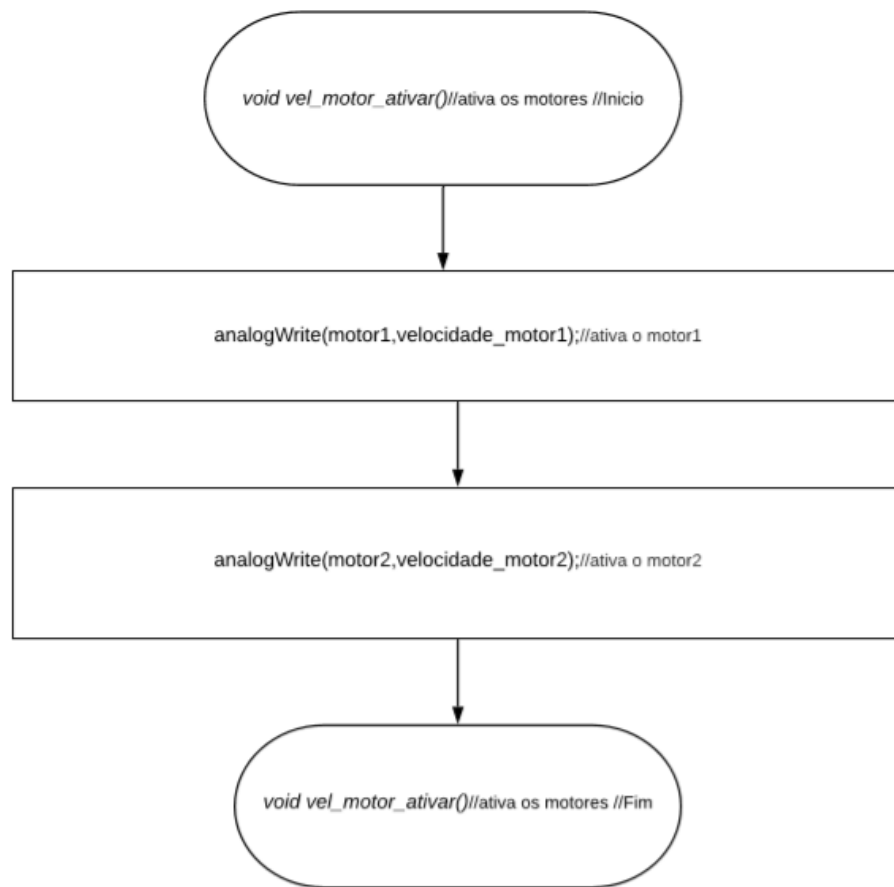 void vel_motor_ativar()//ativa os motores //Inicio
analogWrite(motor1,velocidade_motor1);//ativa o motor1
analogWrite(motor2,velocidade_motor2);//ativa o motor2
void vel_motor_ativar()//ativa os motores //Fim